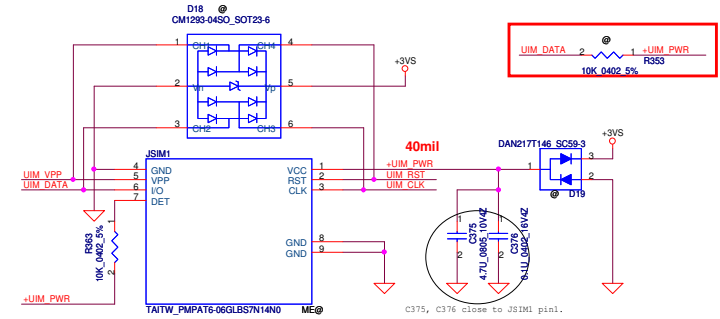 D18
@
CM1293-04SO_SOT23-6
1
CH1
CH4
4
+3VS
2
Vn
Vp
5
3
CH2
CH3
6
@
UIM_DATA
2
1
+UIM_PWR
R353
10K_0402_5%
JSIM1
40mil
DAN217T146_SC59-3
+3VS
UIM_VPP
UIM_DATA
4
GND
5
VPP
6
I/O
7
DET
VCC
1
+UIM_PWR
RST
2
UIM_RST
CLK
3
UIM_CLK
1
3
2
@
D19
R363
10K_0402_5%
1
2
+UIM_PWR
GND
8
GND
9
1
C375
4.7U_0805_10V4Z
2
1
C376
0.1U_0402_16V4Z
2
TAITW_PMPAT6-06GLBS7N14N0
ME@
C375, C376 close to JSIM1 pin1.